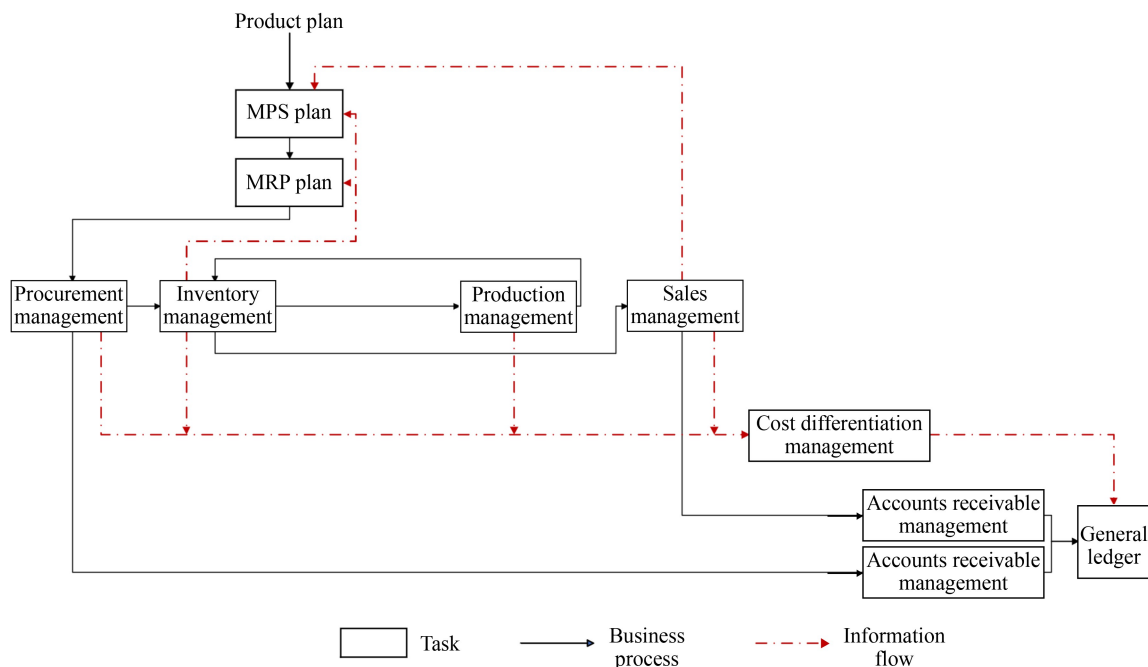 Product plan
MPS plan
MRP plan
Procurement
management
Inventory
management
Production
management
Sales
management
Cost differentiation
management
Accounts receivable
management
Accounts receivable
management
General
ledger
Task
Business
process
Information
flow